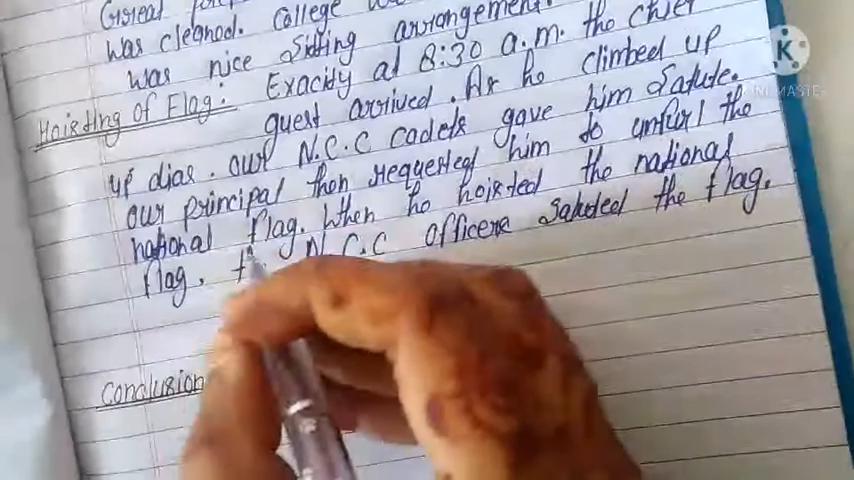 Great
was cleaned. College
was nice Sitting arrangement.
Hoisting of Flag: Exactly at 8:30 a.m. the chief
guest arrived. As he climbed up
up dias. our N.C.C cadets gave him Salute.
our principal then requested him to unfurl the
national flag. When he hoisted the national
flag. N.C.C officers Saluted the flag.
Conclusion
K